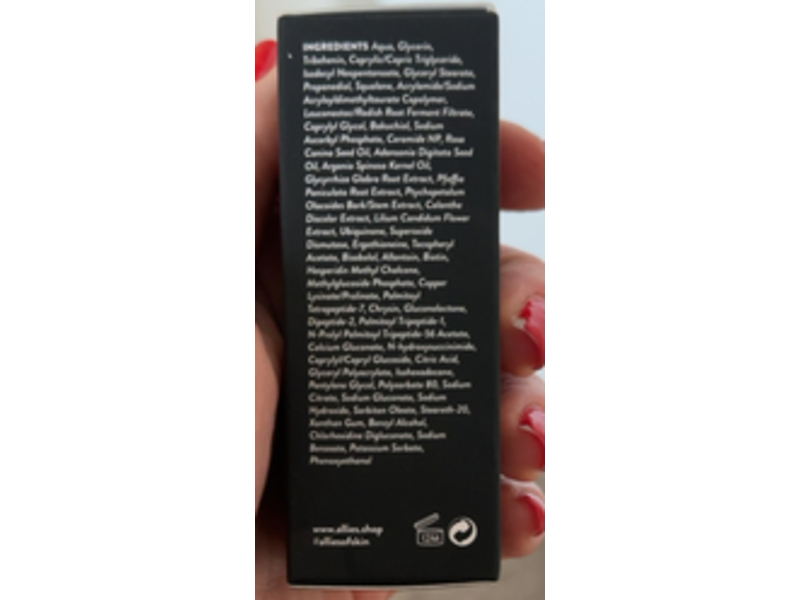 INGREDIENTS Aqua, Glycerin,
Tribehenin, Caprylic/Capric Triglyceride,
Isodecyl Neopentanoate, Glyceryl Stearate,
Propanediol, Squalane, Acrylamide/Sodium
Acryloyldimethyltaurate Copolymer,
Leuconostoc/Radish Root Ferment Filtrate,
Caprylyl Glycol, Bakuchiol, Sodium
Ascorbyl Phosphate, Ceramide NP, Rosa
Canina Seed Oil, Adansonia Digitata Seed
Oil, Argania Spinosa Kernel Oil,
Glycyrrhiza Glabra Root Extract, Pfaffia
Paniculata Root Extract, Ptychopetalum
Olacoides Bark/Stem Extract, Calanthe
Discolor Extract, Lilium Candidum Flower
Extract, Ubiquinone, Superoxide
Dismutase, Ergothioneine, Tocopheryl
Acetate, Bisabolol, Allantoin, Biotin,
Hesperidin Methyl Chalcone,
Methylglucoside Phosphate, Copper
Lysinate/Prolinate, Palmitoyl
Tetrapeptide-7, Chrysin, Gluconolactone,
Dipeptide-2, Palmitoyl Tripeptide-1,
N-Prolyl Palmitoyl Tripeptide-56 Acetate,
Calcium Gluconate, N-hydroxysuccinimide,
Caprylyl/Capryl Glucoside, Citric Acid,
Glyceryl Polyacrylate, Isohexadecane,
Pentylene Glycol, Polysorbate 80, Sodium
Citrate, Sodium Gluconate, Sodium
Hydroxide, Sorbitan Oleate, Steareth-20,
Xanthan Gum, Benzyl Alcohol,
Chlorhexidine Digluconate, Sodium
Benzoate, Potassium Sorbate,
Phenoxyethanol
www.allies.shop
#alliesofskin
12M